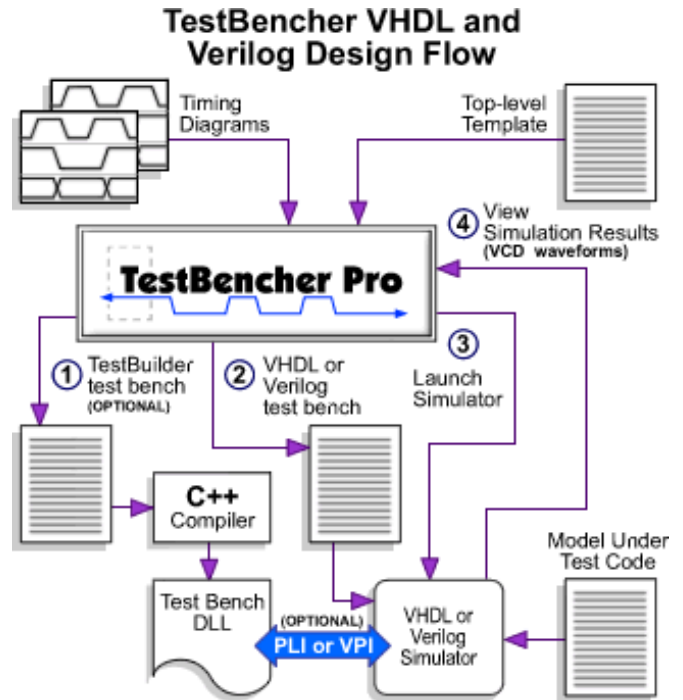 TestBencher VHDL and
Verilog Design Flow
Timing
Diagrams
Top-level
Template
4 View
Simulation Results
(VCD waveforms)
TestBencher Pro
1 TestBuilder
test bench
(OPTIONAL)
2 VHDL or
Verilog
test bench
3
Launch
Simulator
C++
Compiler
Model Under
Test Code
Test Bench
DLL
(OPTIONAL)
PLI or VPI
VHDL or
Verilog
Simulator